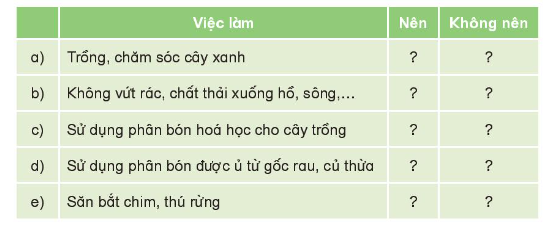 Việc làm Nên Không nên
a) Trồng, chăm sóc cây xanh ? ?
b) Không vứt rác, chất thải xuống hồ, sông,... ? ?
c) Sử dụng phân bón hoá học cho cây trồng ? ?
d) Sử dụng phân bón được ủ từ gốc rau, củ thừa ? ?
e) Săn bắt chim, thú rừng ? ?